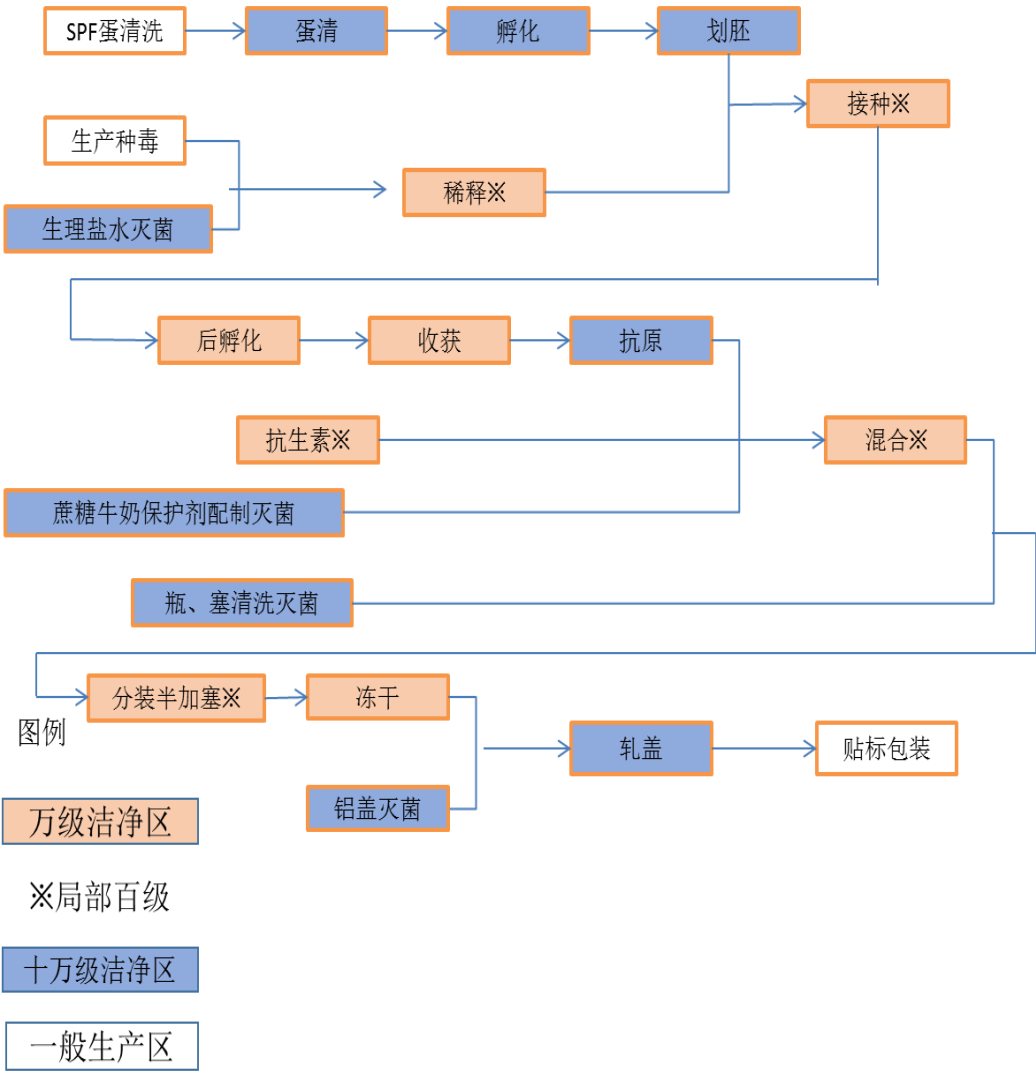 SPF蛋清洗
蛋清
孵化
划胚
接种※
生产种毒
稀释※
生理盐水灭菌
后孵化
收获
抗原
抗生素※
混合※
蔗糖牛奶保护剂配制灭菌
瓶、塞清洗灭菌
分装半加塞※
冻干
图例
轧盖
贴标包装
铝盖灭菌
万级洁净区
※局部百级
十万级洁净区
一般生产区